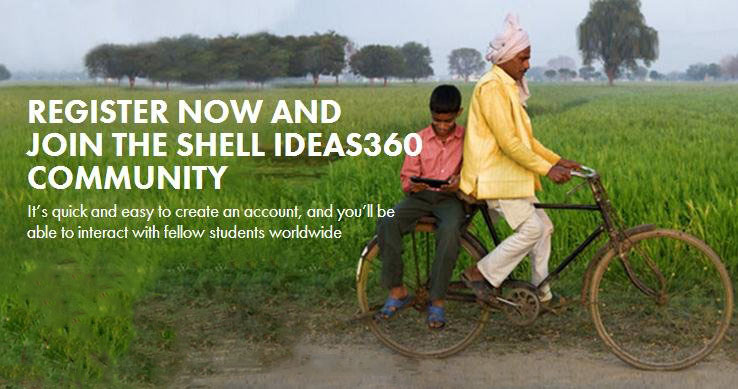 REGISTER NOW AND
JOIN THE SHELL IDEAS360
COMMUNITY
It's quick and easy to create an account, and you'll be
able to interact with fellow students worldwide